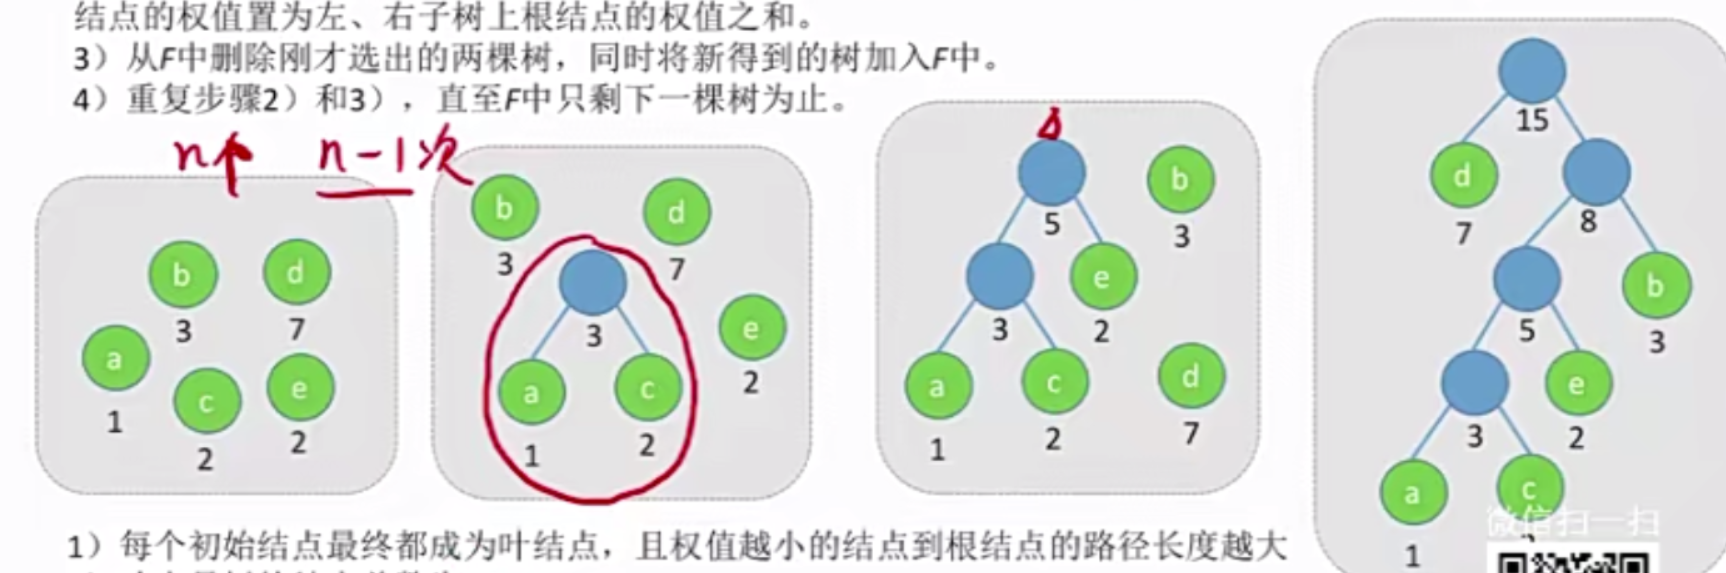 结点的权值置为左、右子树上根结点的权值之和。
3）从F中删除刚才选出的两棵树，同时将新得到的树加入F中。
4）重复步骤2）和3），直至F中只剩下一棵树为止。
n个 n-1次
b 3
d 7
a 1
c 2
e 2
b 3
d 7
3
e 2
a 1
c 2
5
b 3
3
e 2
a 1
c 2
d 7
15
d 7
8
5
b 3
3
e 2
a 1
c
微信扫一扫
1）每个初始结点最终都成为叶结点，且权值越小的结点到根结点的路径长度越大